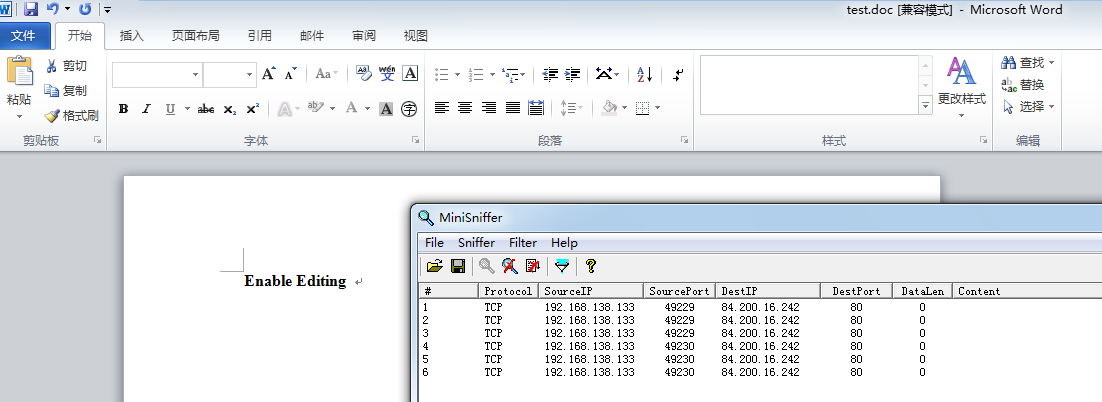 test.doc [兼容模式] - Microsoft Word
文件 开始 插入 页面布局 引用 邮件 审阅 视图
粘贴
剪切
复制
格式刷
剪贴板
字体
段落
更改样式
样式
查找
替换
选择
编辑
Enable Editing
MiniSniffer
File Sniffer Filter Help
# Protocol SourceIP SourcePort DestIP DestPort DataLen Content
1 TCP 192.168.138.133 49229 84.200.16.242 80 0
2 TCP 192.168.138.133 49229 84.200.16.242 80 0
3 TCP 192.168.138.133 49229 84.200.16.242 80 0
4 TCP 192.168.138.133 49230 84.200.16.242 80 0
5 TCP 192.168.138.133 49230 84.200.16.242 80 0
6 TCP 192.168.138.133 49230 84.200.16.242 80 0